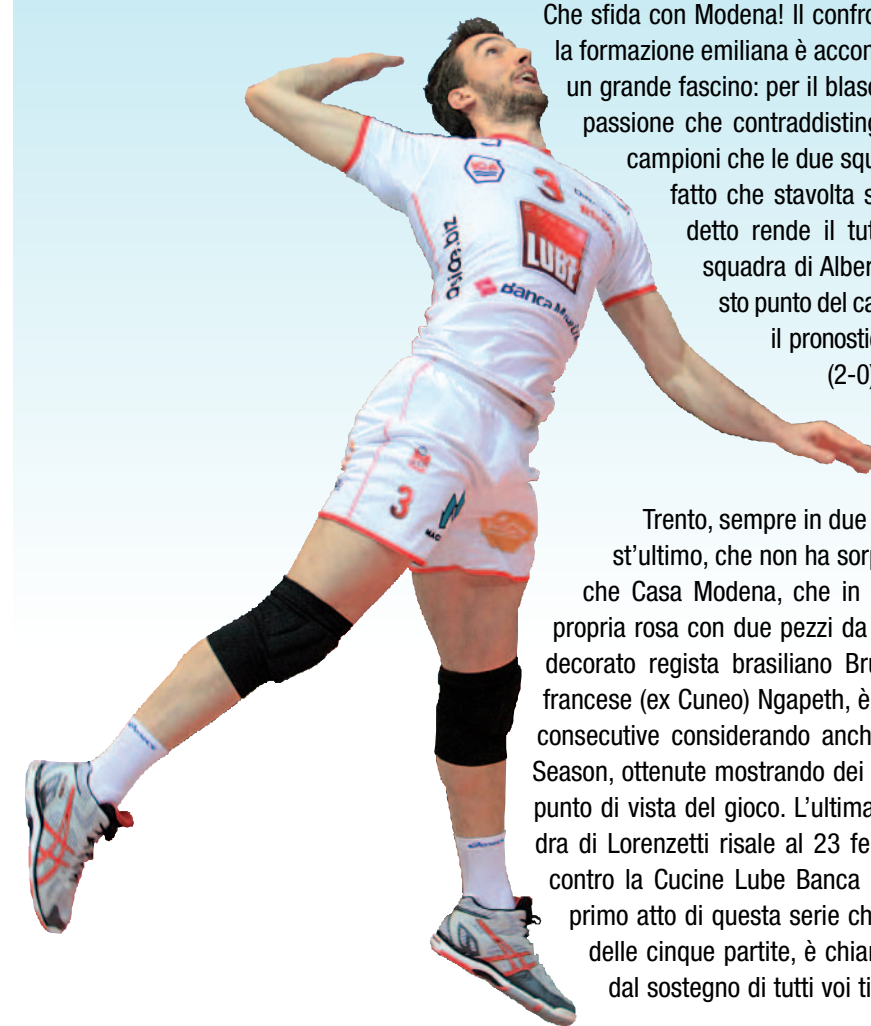 Che sfida con Modena! Il confro
la formazione emiliana è accon
un grande fascino: per il blaso
passione che contraddisting
campioni che le due squ
fatto che stavolta s
detto rende il tut
squadra di Alber
sto punto del ca
il pronostic
(2-0)
Trento, sempre in due
st’ultimo, che non ha sorp
che Casa Modena, che in
propria rosa con due pezzi da
decorato regista brasiliano Bru
francese (ex Cuneo) Ngapeth, è
consecutive considerando anch
Season, ottenute mostrando dei
punto di vista del gioco. L’ultima
dra di Lorenzetti risale al 23 fe
contro la Cucine Lube Banca
primo atto di questa serie ch
delle cinque partite, è chiar
dal sostegno di tutti voi ti
3
LUBE
Banca
3